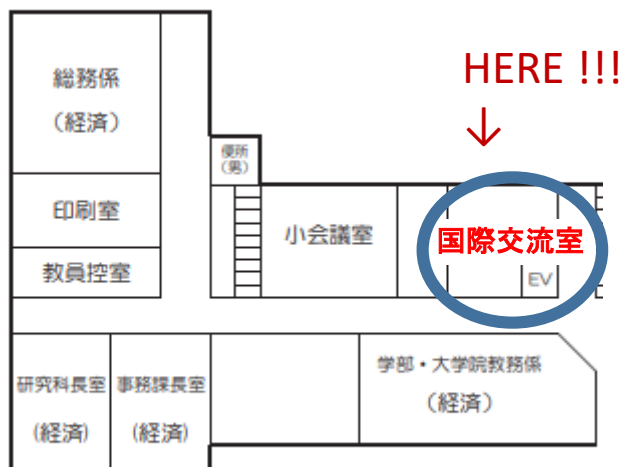 HERE !!!
↓
総務係
（経済）
便所
（男）
印刷室
小会議室
国際交流室
教員控室
EV
学部・大学院教務係
（経済）
研究科長室
(経済)
事務課長室
(経済)